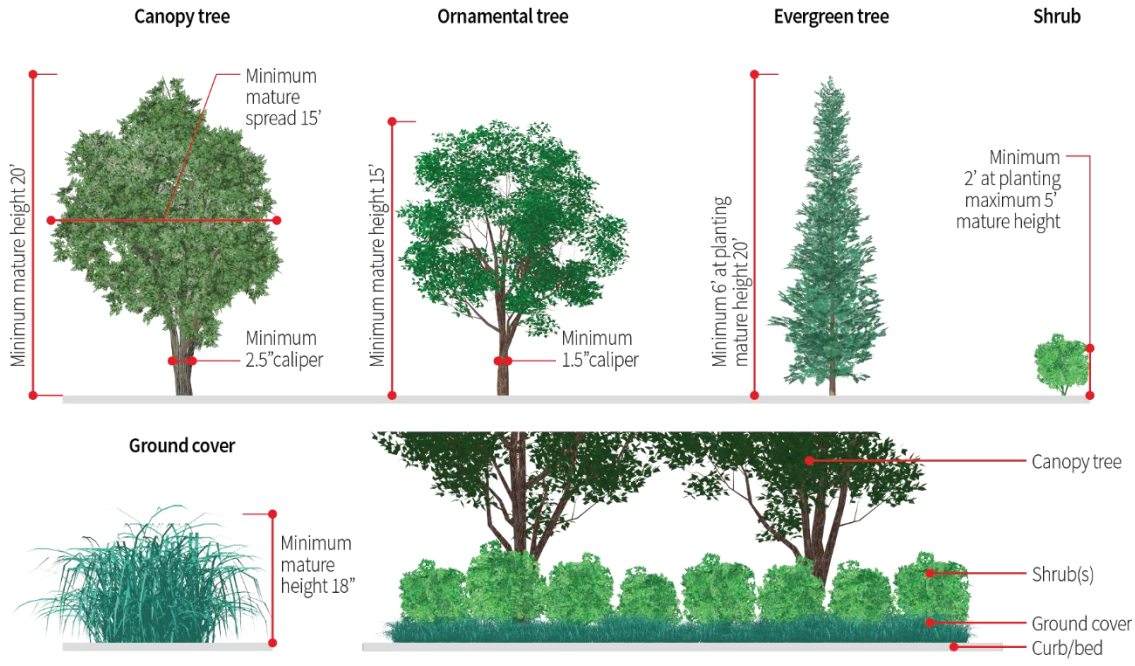 Canopy tree
Ornamental tree
Evergreen tree
Shrub
Minimum mature height 20’
Minimum
mature
spread 15’
Minimum
2.5”caliper
Minimum mature height 15’
Minimum
1.5”caliper
Minimum 6’ at planting
mature height 20’
Minimum
2’ at planting
maximum 5’
mature height
Ground cover
Minimum
mature
height 18”
Canopy tree
Shrub(s)
Ground cover
Curb/bed